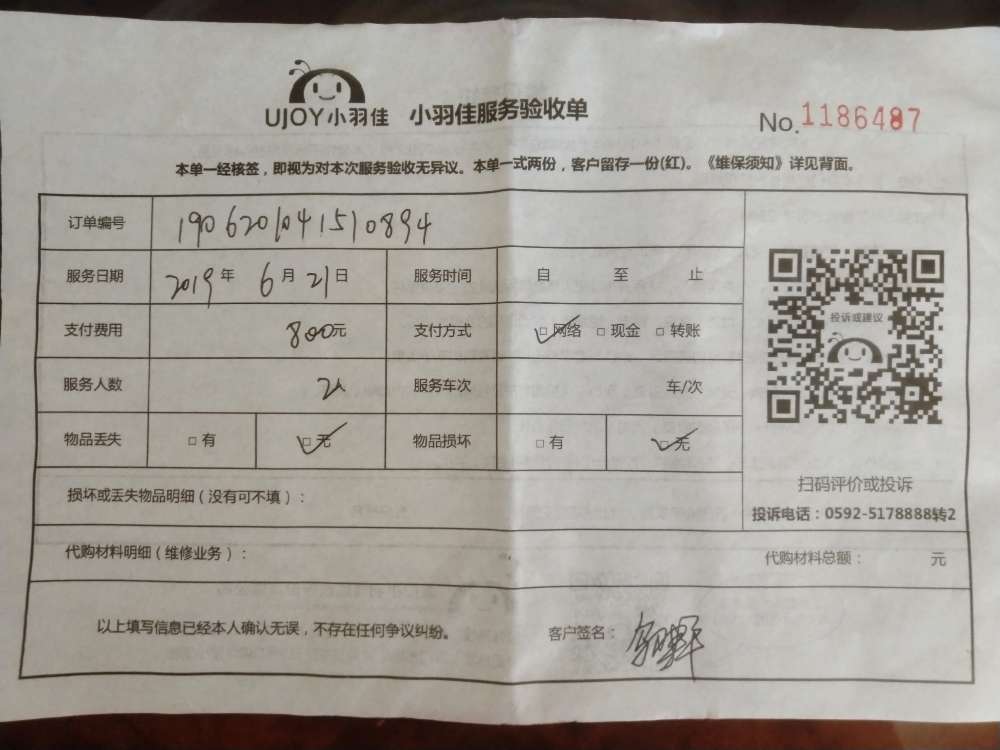 UJOY小羽佳 小羽佳服务验收单
No.1186487
本单一经核签，即视为对本次服务验收无异议。本单一式两份，客户留存一份(红)。《维保须知》详见背面。
订单编号 1906201041510894
服务日期 2019年 6月 21日 服务时间 自 至 止
支付费用 800元 支付方式 □网络 □现金 □转账
服务人数 2人 服务车次 车/次
物品丢失 □有 □无 物品损坏 □有 □无
投诉或建议
扫码评价或投诉
投诉电话：0592-5178888转2
损坏或丢失物品明细（没有可不填）：
代购材料明细（维修业务）： 代购材料总额： 元
以上填写信息已经本人确认无误，不存在任何争议纠纷。 客户签名：